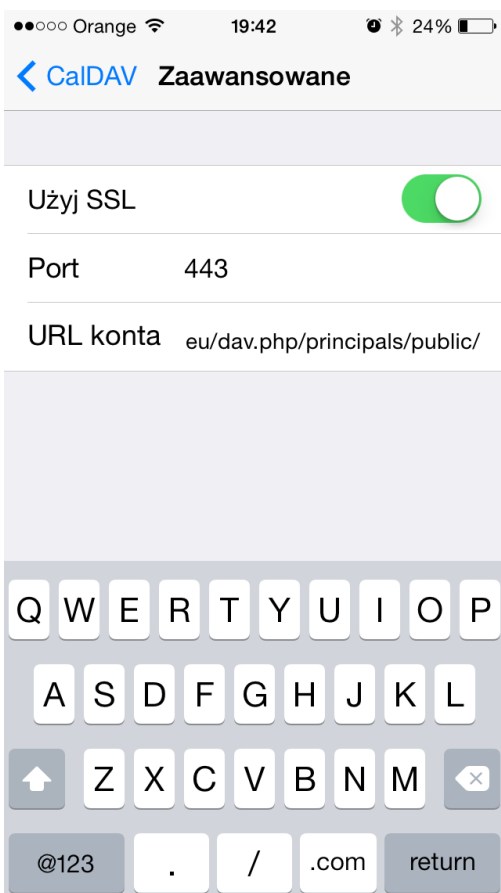 Orange 19:42 24%
CalDAV Zaawansowane
Użyj SSL
Port 443
URL konta eu/dav.php/principals/public/
Q W E R T Y U I O P
A S D F G H J K L
Z X C V B N M
@123 . / .com return